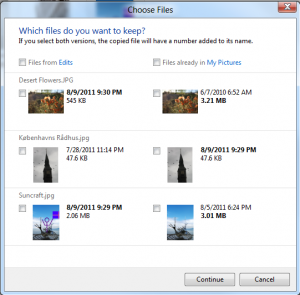 Choose Files
Which files do you want to keep?
If you select both versions, the copied file will have a number added to its name.
Files from Edits
Files already in My Pictures
Desert Flowers.JPG
8/9/2011 9:30 PM
545 KB
6/7/2010 6:52 AM
3.21 MB
Københavns Rådhus.jpg
7/28/2011 11:14 PM
47.6 KB
8/9/2011 9:29 PM
47.6 KB
Suncraft.jpg
8/9/2011 9:29 PM
2.06 MB
8/5/2011 6:24 PM
3.01 MB
Continue
Cancel